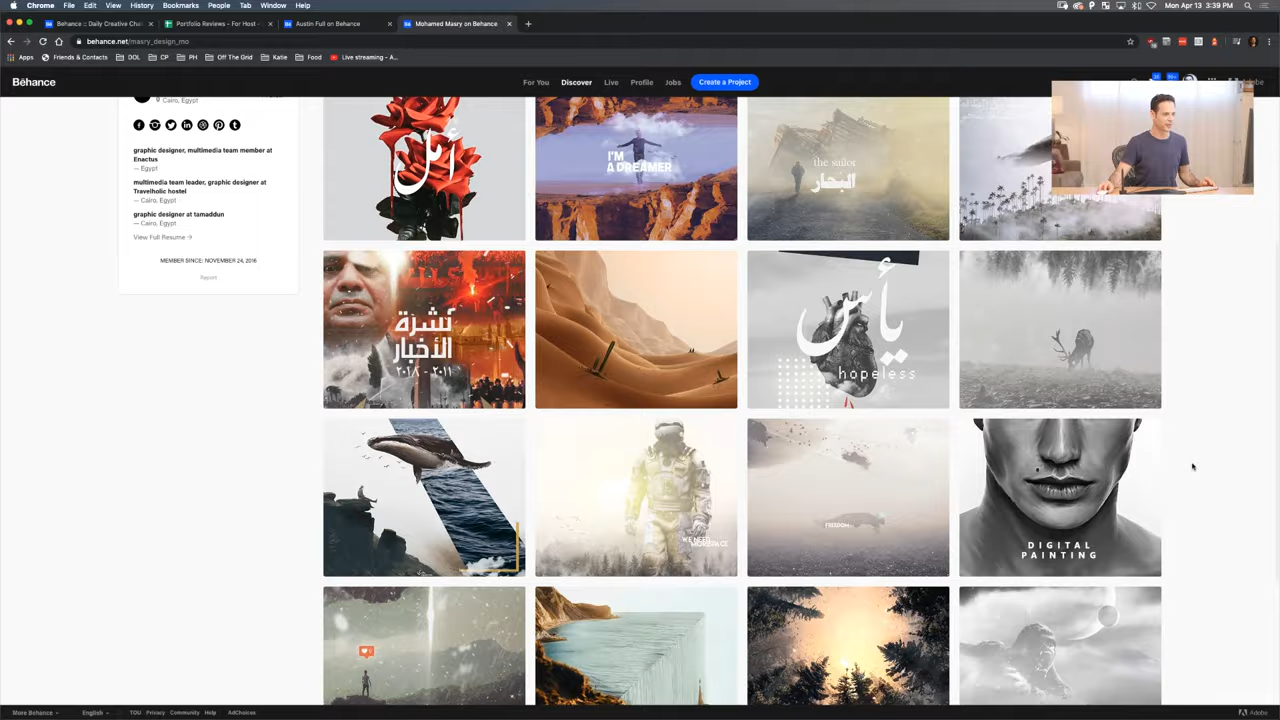 Chrome File Edit View History Bookmarks People Tab Window Help
Mon Apr 13 3:39 PM
Behance :: Daily Creative Cha
Portfolio Reviews - For Host -
Austin Full on Behance
Mohamed Masry on Behance
behance.net/masry_design_mo
Apps
Friends & Contacts
DOL
CP
PH
Off The Grid
Katie
Food
Live streaming - A...
Bēhance
For You
Discover
Live
Profile
Jobs
Create a Project
Adobe
Cairo, Egypt
graphic designer, multimedia team member at
Enactus
— Egypt
multimedia team leader, graphic designer at
Travelholic hostel
— Cairo, Egypt
graphic designer at tamaddun
— Cairo, Egypt
View Full Resume →
MEMBER SINCE: NOVEMBER 24, 2016
Report
أمل
I'M
A DREAMER
the sailor
البحار
نشرة
الأخبار
٢٠١٨ - ٢٠١١
يأس
hopeless
FREEDOM
DIGITAL
PAINTING
More Behance
English
TOU
Privacy
Community
Help
AdChoices
Adobe